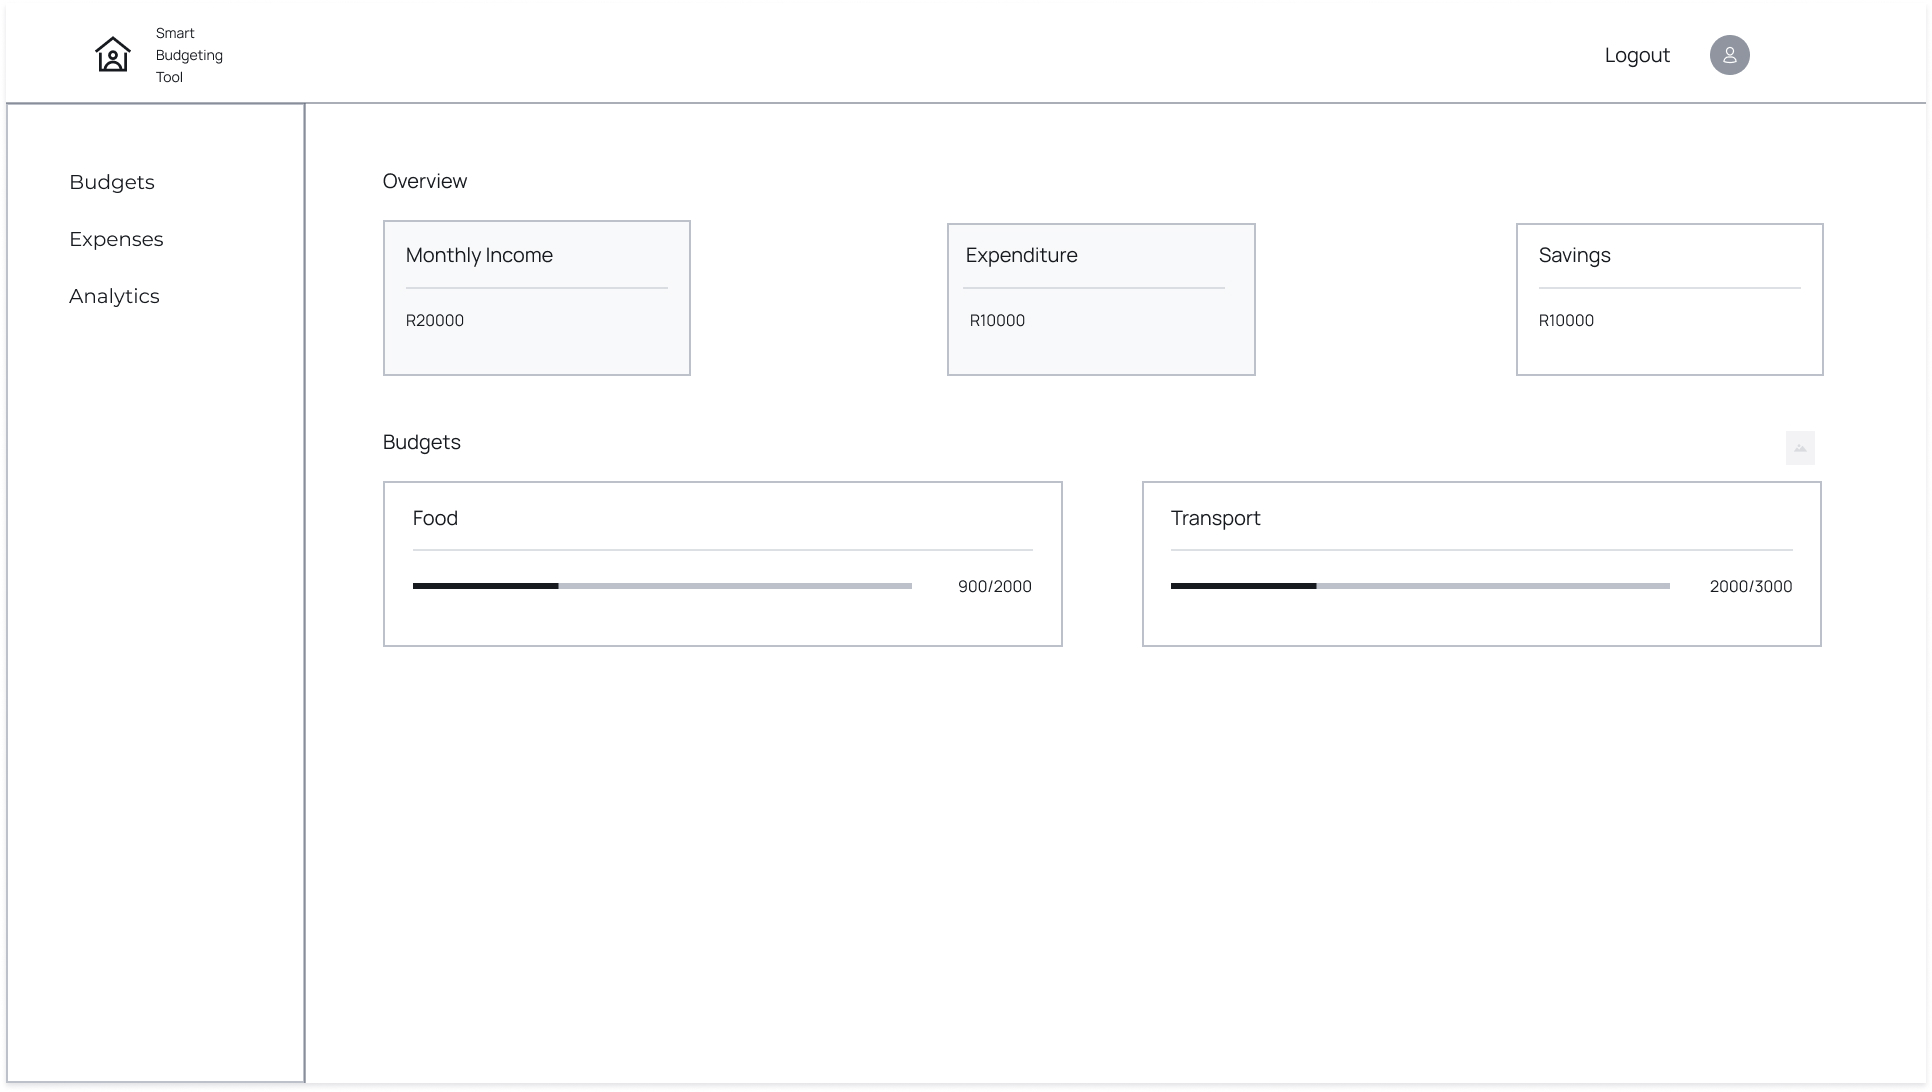 Smart
Budgeting
Tool
Logout
Budgets
Expenses
Analytics
Overview
Monthly Income
R20000
Expenditure
R10000
Savings
R10000
Budgets
Food
900/2000
Transport
2000/3000